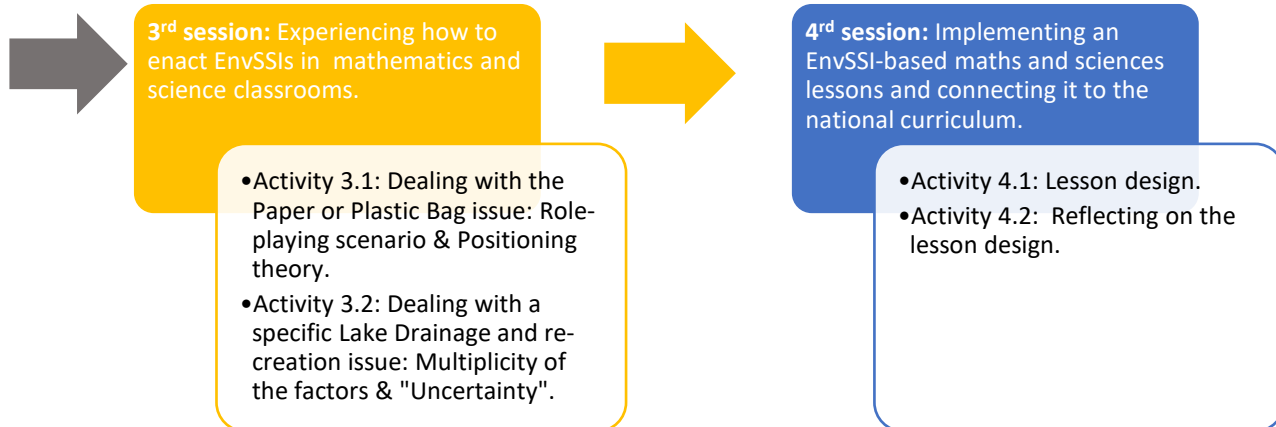 3rd session: Experiencing how to
enact EnvSSIs in mathematics and
science classrooms.
•Activity 3.1: Dealing with the
Paper or Plastic Bag issue: Role-
playing scenario & Positioning
theory.
•Activity 3.2: Dealing with a
specific Lake Drainage and re-
creation issue: Multiplicity of
the factors & "Uncertainty".
4rd session: Implementing an
EnvSSI-based maths and sciences
lessons and connecting it to the
national curriculum.
•Activity 4.1: Lesson design.
•Activity 4.2: Reflecting on the
lesson design.